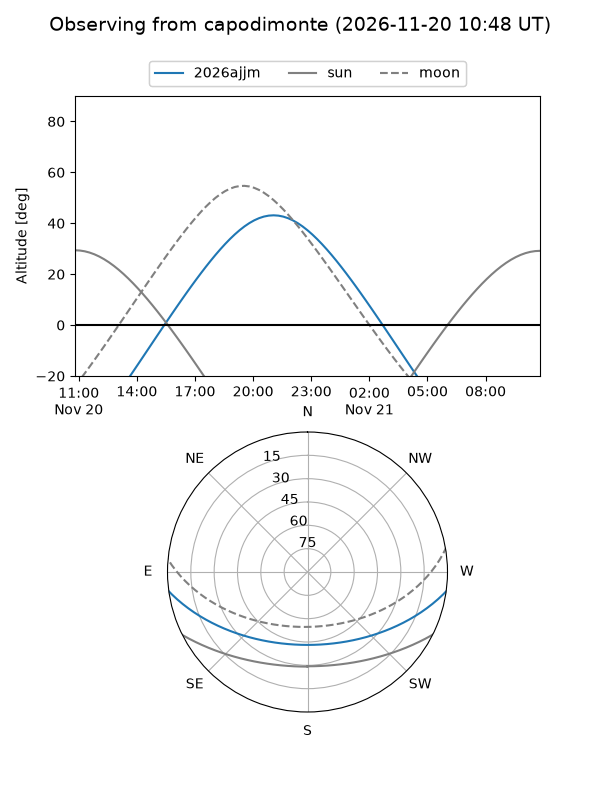 Observing from capodimonte (2026-11-20 10:48 UT)
2026ajjm sun moon
Altitude [deg]
80
60
40
20
0
−20
11:00 14:00 17:00 20:00 23:00 02:00 05:00 08:00
Nov 20 Nov 21
N
NE NW
15
30
45
60
75
E W
SE SW
S